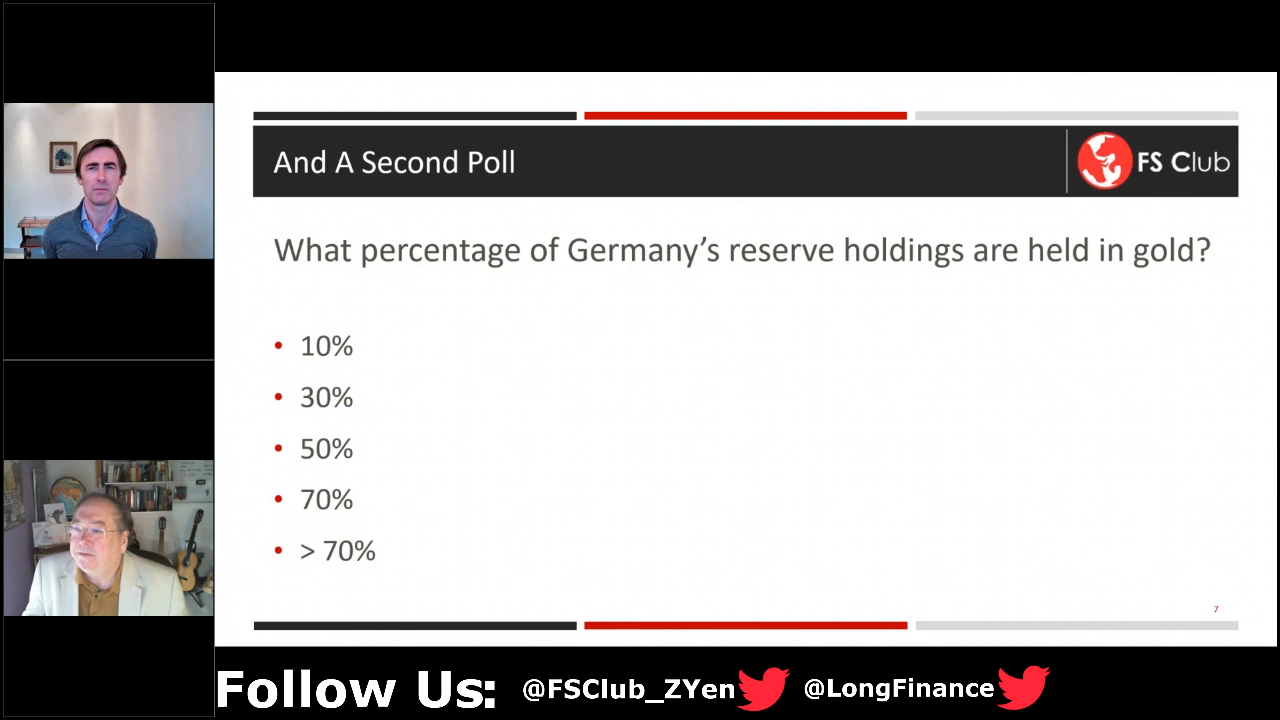 And A Second Poll
FS Club
What percentage of Germany’s reserve holdings are held in gold?
• 10%
• 30%
• 50%
• 70%
• > 70%
7
Follow Us: @FSClub_ZYen @LongFinance